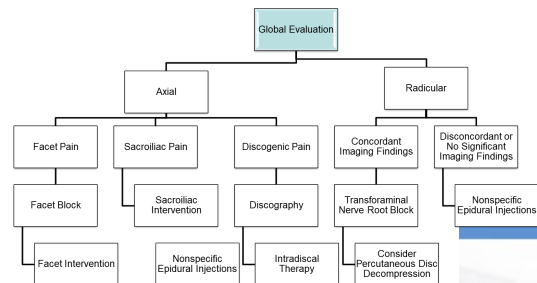 Global Evaluation
Axial
Radicular
Facet Pain
Sacroiliac Pain
Discogenic Pain
Concordant
Imaging Findings
Disconcordant or
No Significant
Imaging Findings
Facet Block
Sacroiliac
Intervention
Discography
Transforaminal
Nerve Root Block
Nonspecific
Epidural Injections
Facet Intervention
Nonspecific
Epidural Injections
Intradiscal
Therapy
Consider
Percutaneous Disc
Decompression